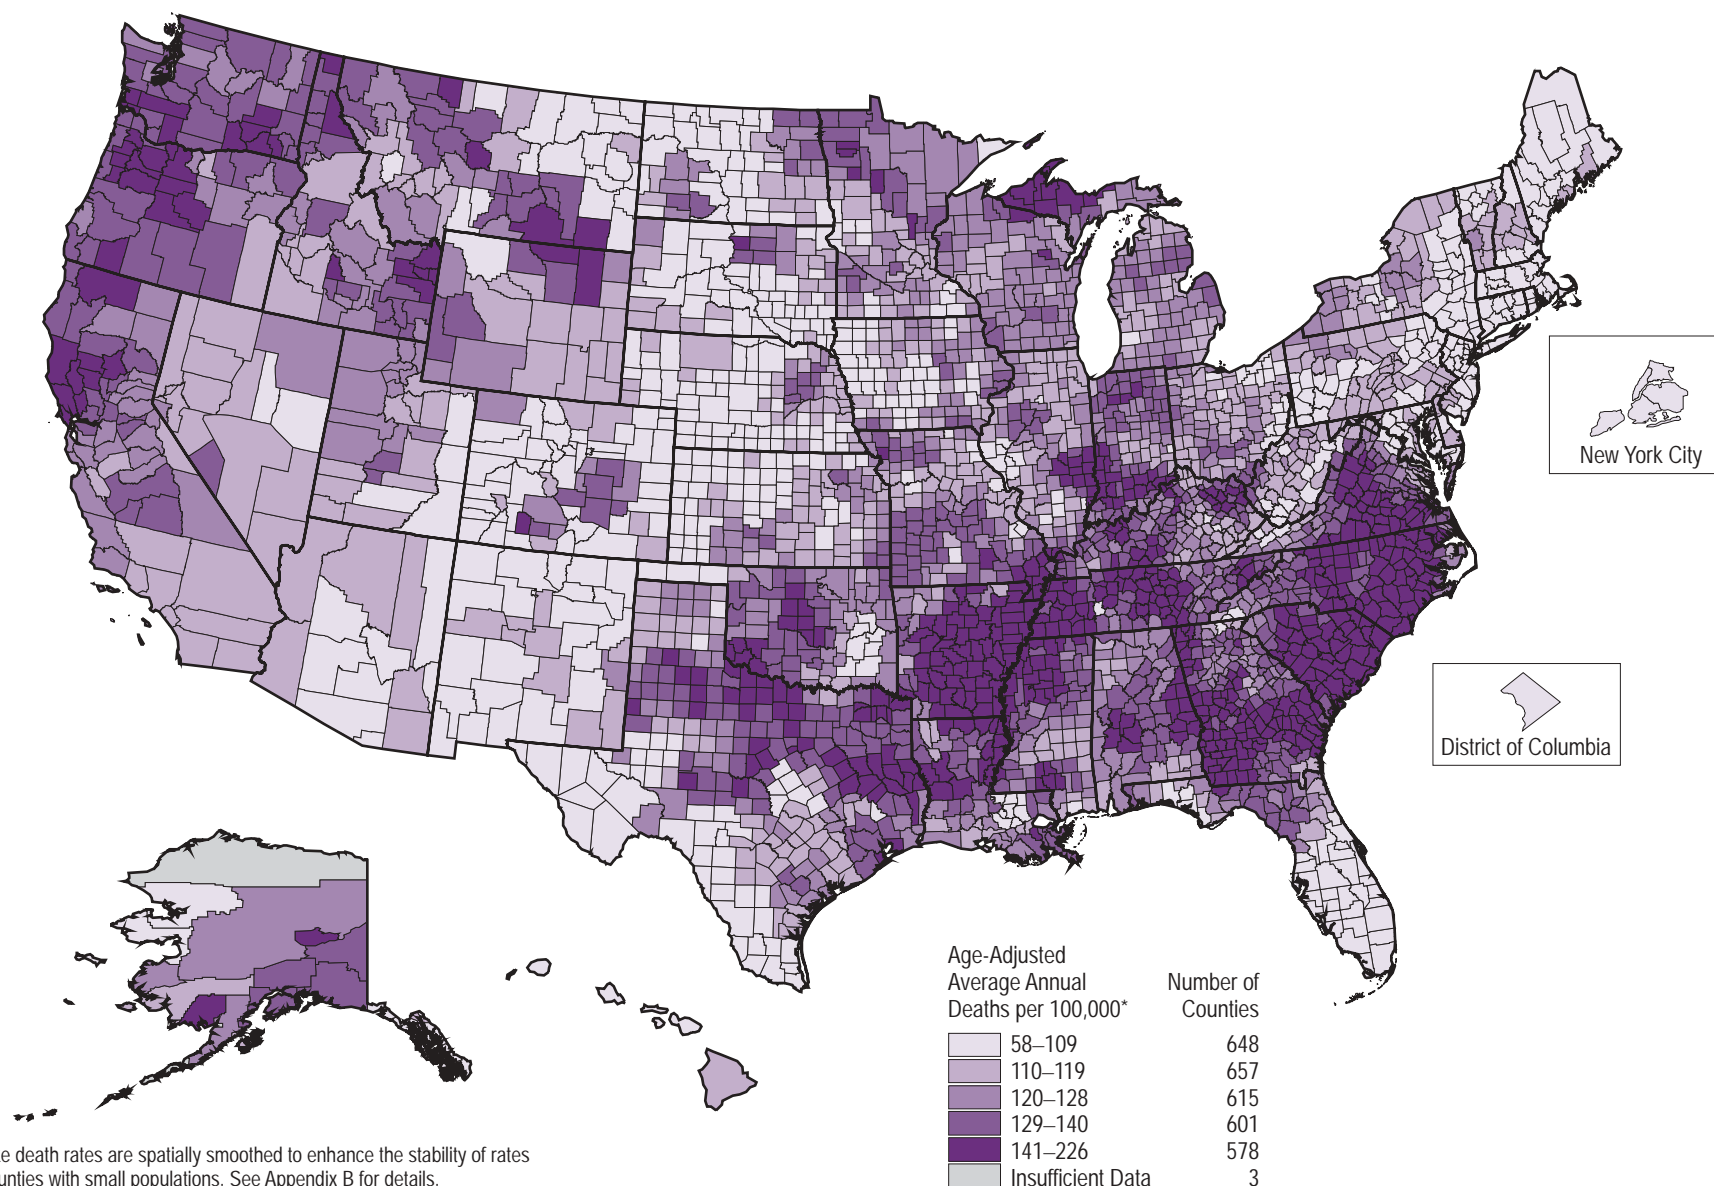 New York City
District of Columbia
Age-Adjusted
Average Annual
Deaths per 100,000*
Number of
Counties
58–109 648
110–119 657
120–128 615
129–140 601
141–226 578
Insufficient Data 3
death rates are spatially smoothed to enhance the stability of rates
with small populations. See Appendix B for details.